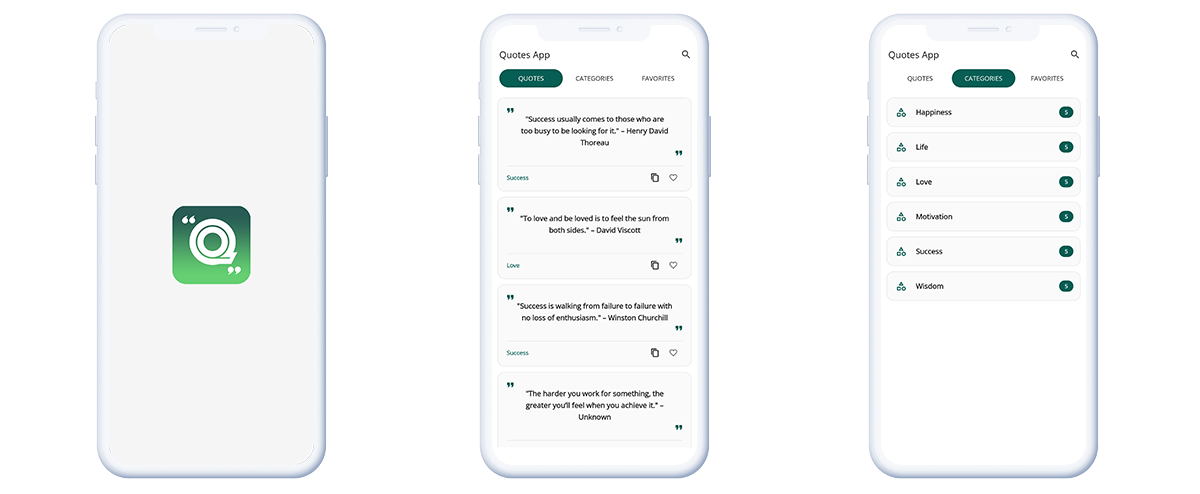 “
Q
”
Quotes App
QUOTES CATEGORIES FAVORITES
"Success usually comes to those who are
too busy to be looking for it." – Henry David
Thoreau
Success
"To love and be loved is to feel the sun from
both sides." – David Viscott
Love
"Success is walking from failure to failure with
no loss of enthusiasm." – Winston Churchill
Success
"The harder you work for something, the
greater you'll feel when you achieve it." –
Unknown
Quotes App
QUOTES CATEGORIES FAVORITES
Happiness 5
Life 5
Love 5
Motivation 5
Success 5
Wisdom 5